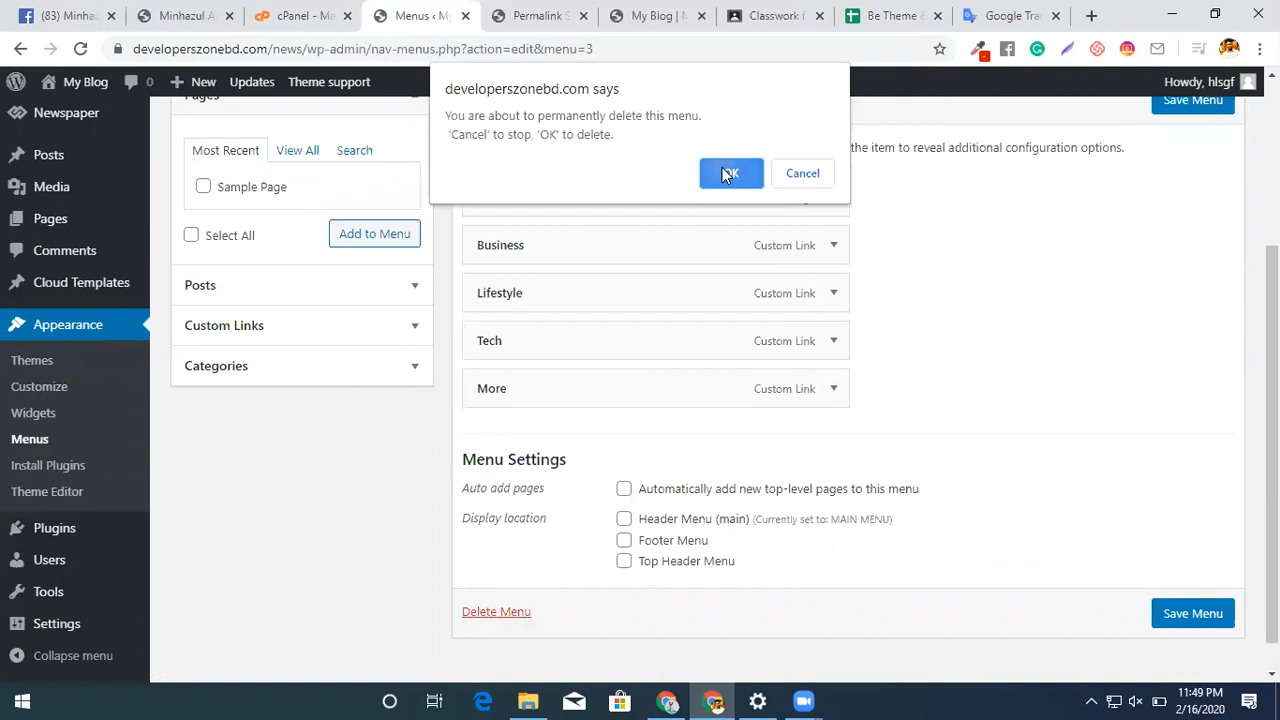 (83) Minhaz
Minhazul A
cPanel - Ma
Menus ‹ My
Permalink S
My Blog | N
Classwork f
Be Theme &
Google Tra
developerszonebd.com/news/wp-admin/nav-menus.php?action=edit&menu=3
My Blog
0
New
Updates
Theme support
Howdy, hlsgf
developerszonebd.com says
You are about to permanently delete this menu.
'Cancel' to stop, 'OK' to delete.
OK
Cancel
Newspaper
Posts
Media
Pages
Comments
Cloud Templates
Appearance
Themes
Customize
Widgets
Menus
Install Plugins
Theme Editor
Plugins
Users
Tools
Settings
Collapse menu
Pages
Most Recent
View All
Search
Sample Page
Select All
Add to Menu
Posts
Custom Links
Categories
Save Menu
the item to reveal additional configuration options.
Business Custom Link
Lifestyle Custom Link
Tech Custom Link
More Custom Link
Menu Settings
Auto add pages
Automatically add new top-level pages to this menu
Display location
Header Menu (main) (Currently set to: MAIN MENU)
Footer Menu
Top Header Menu
Delete Menu
Save Menu
11:49 PM
2/16/2020